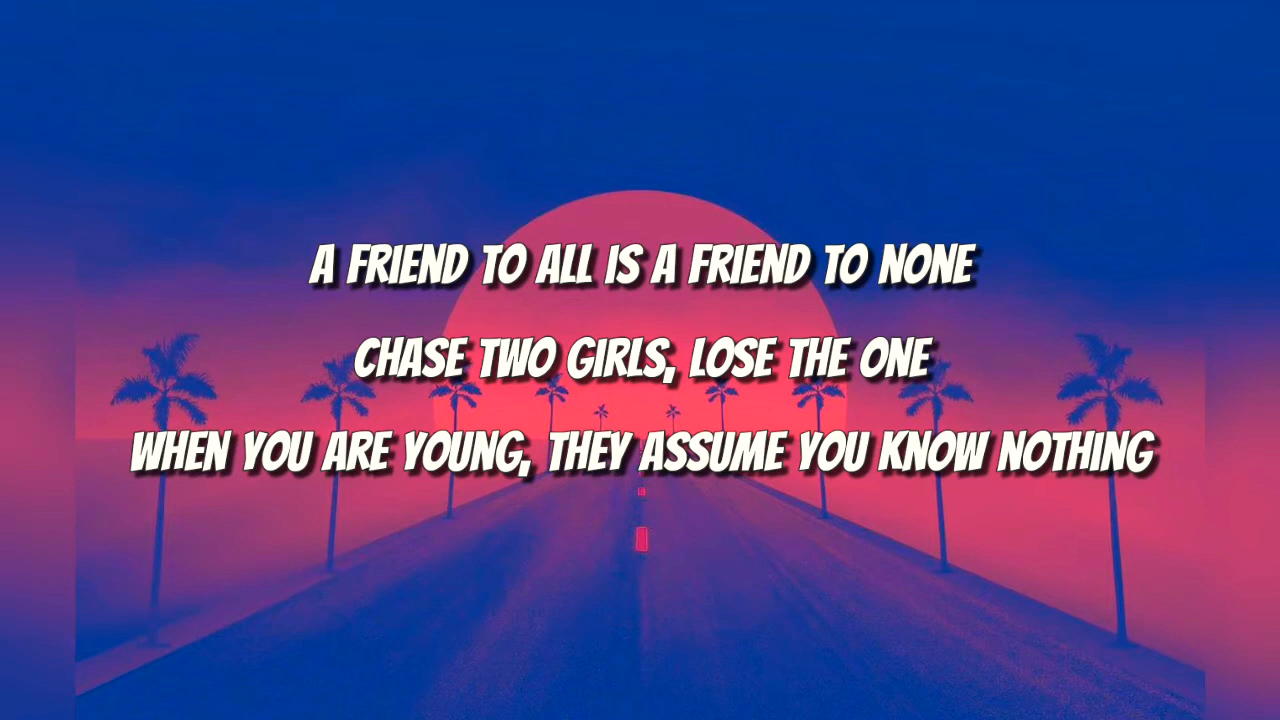 A FRIEND TO ALL IS A FRIEND TO NONE
CHASE TWO GIRLS, LOSE THE ONE
WHEN YOU ARE YOUNG, THEY ASSUME YOU KNOW NOTHING